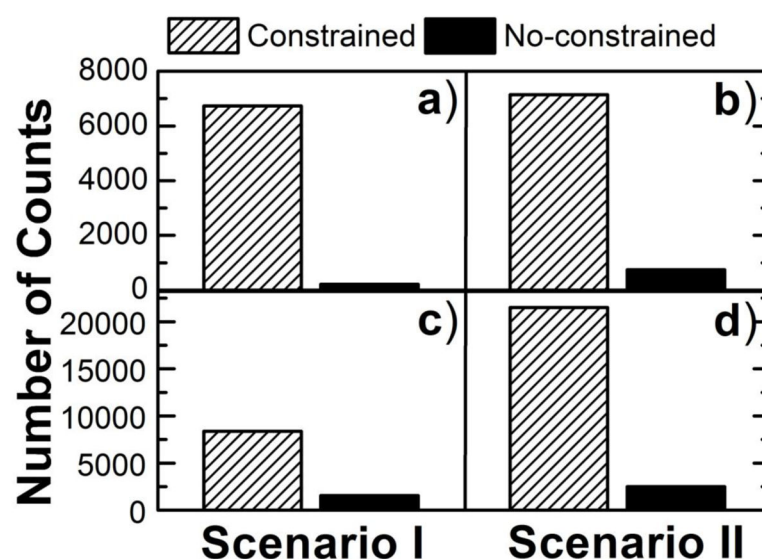 Constrained No-constrained
Number of Counts
8000
6000
4000
2000
0
a)
b)
20000
15000
10000
5000
0
c)
d)
Scenario I Scenario II